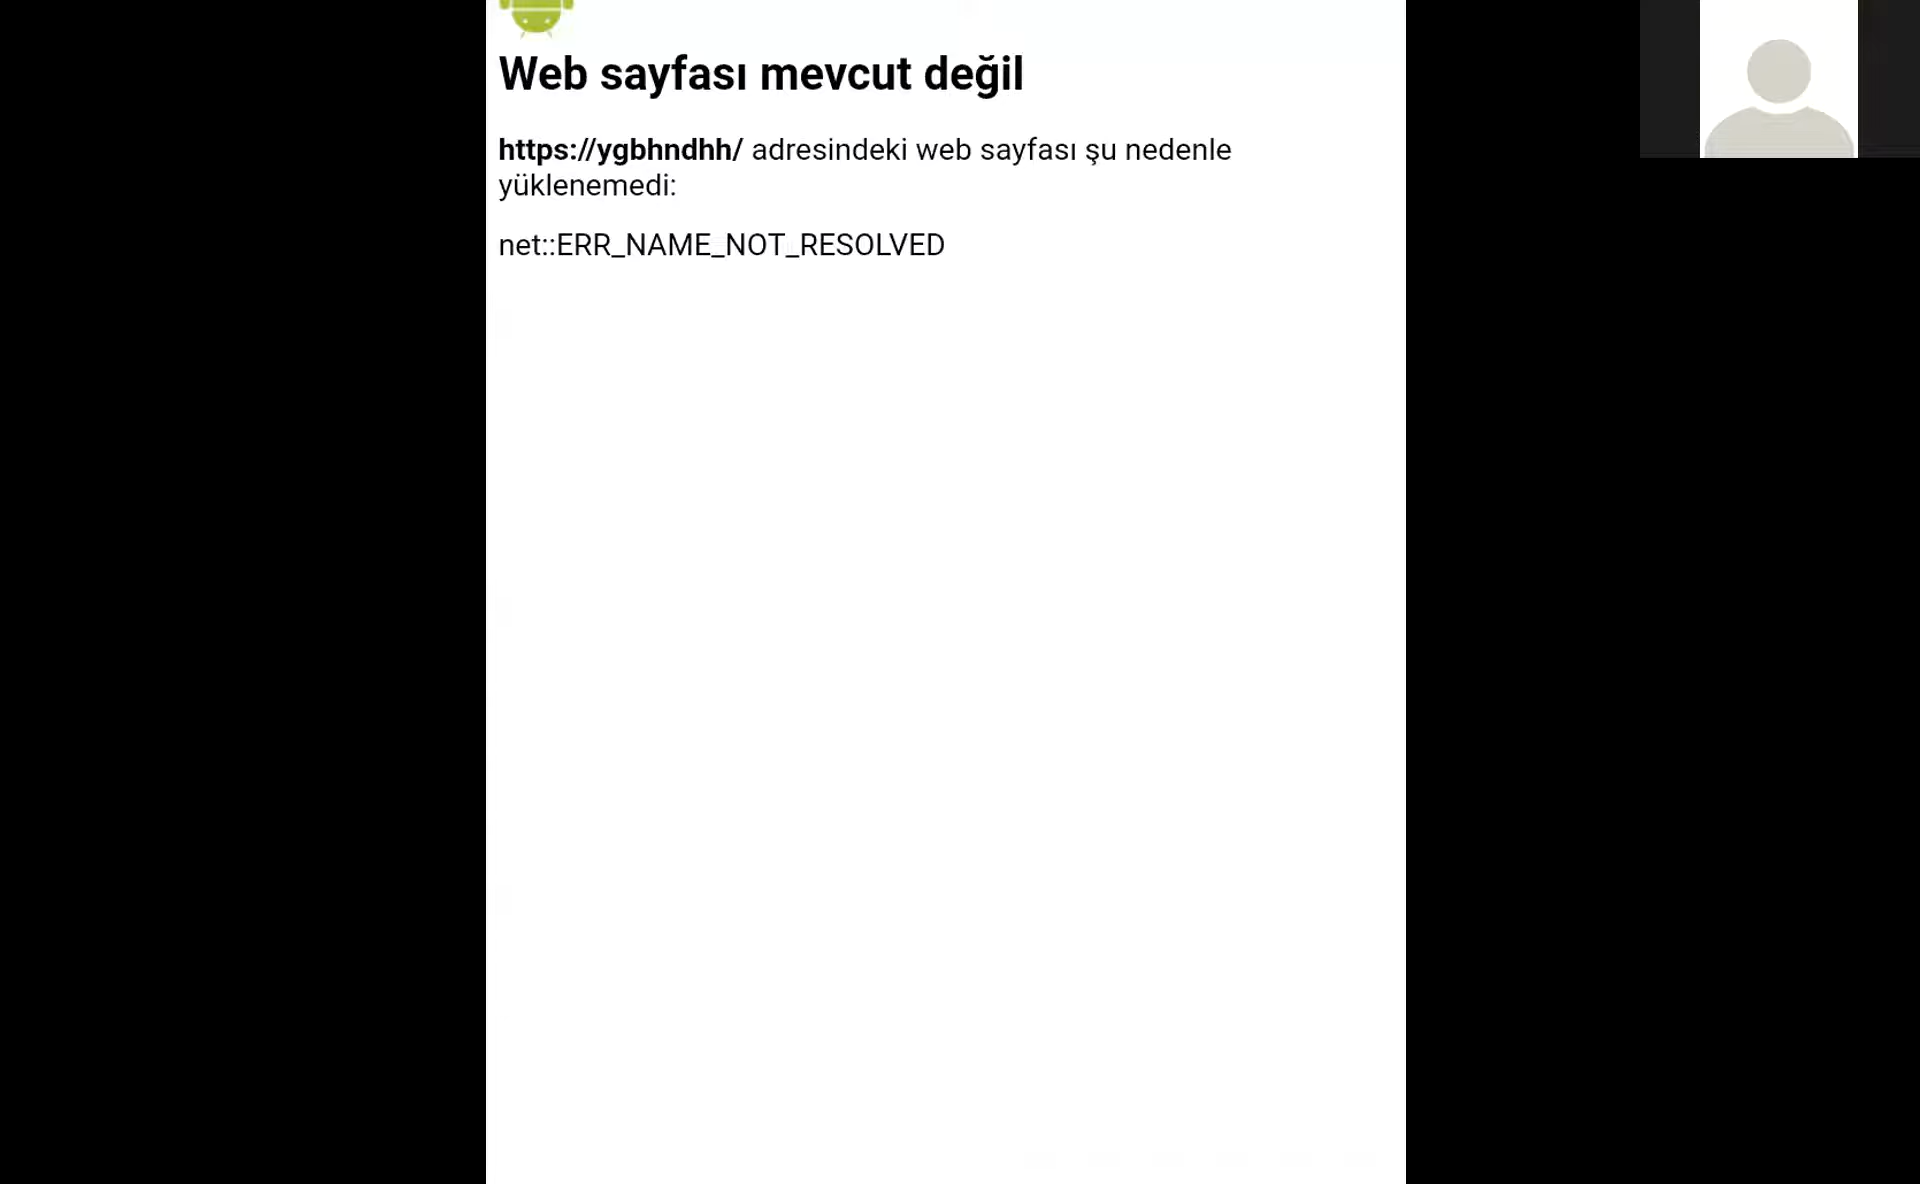 Web sayfası mevcut değil
https://ygbhndhh/ adresindeki web sayfası şu nedenle
yüklenemedi:
net::ERR_NAME_NOT_RESOLVED